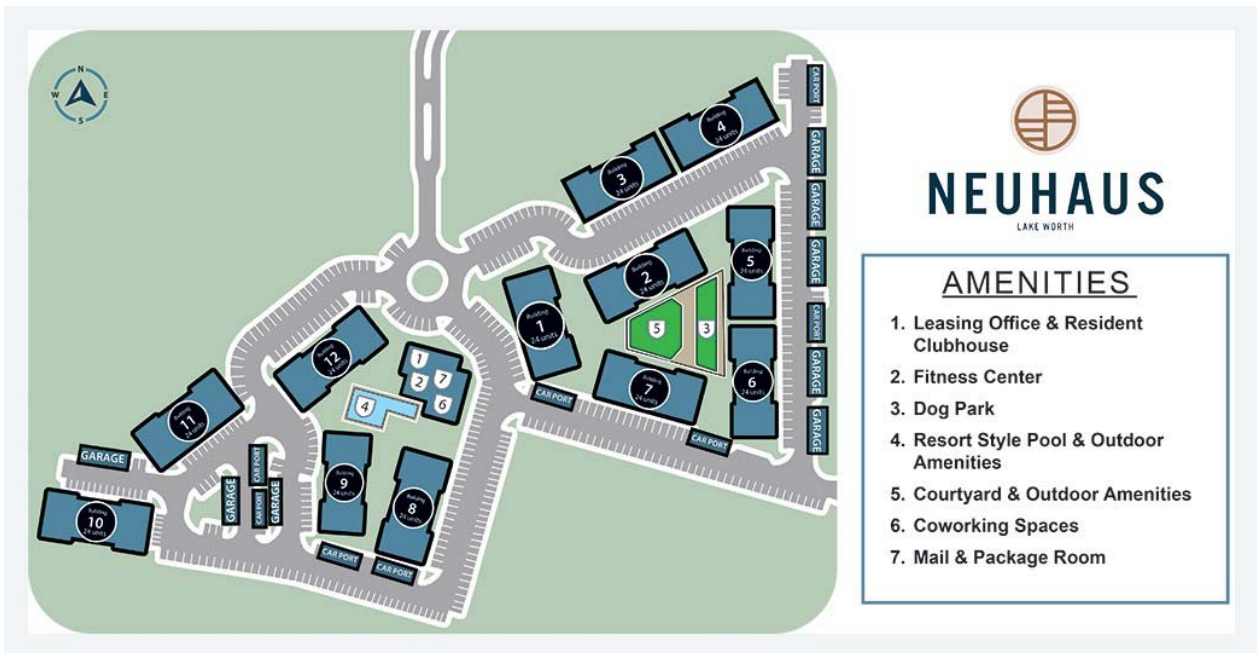 N
W E
S
Building
4
24 units
Building
3
24 units
Building
2
24 units
Building
5
24 units
Building
1
24 units
Building
6
24 units
Building
7
24 units
Building
12
24 units
Building
11
24 units
Building
10
24 units
Building
9
24 units
Building
8
24 units
5
3
1
2
7
6
4
CAR PORT
GARAGE
GARAGE
GARAGE
CAR PORT
GARAGE
GARAGE
CAR PORT
CAR PORT
GARAGE
GARAGE
CAR PORT
CAR PORT
GARAGE
CAR PORT
CAR PORT
NEUHAUS
LAKE WORTH
AMENITIES
1. Leasing Office & Resident
Clubhouse
2. Fitness Center
3. Dog Park
4. Resort Style Pool & Outdoor
Amenities
5. Courtyard & Outdoor Amenities
6. Coworking Spaces
7. Mail & Package Room